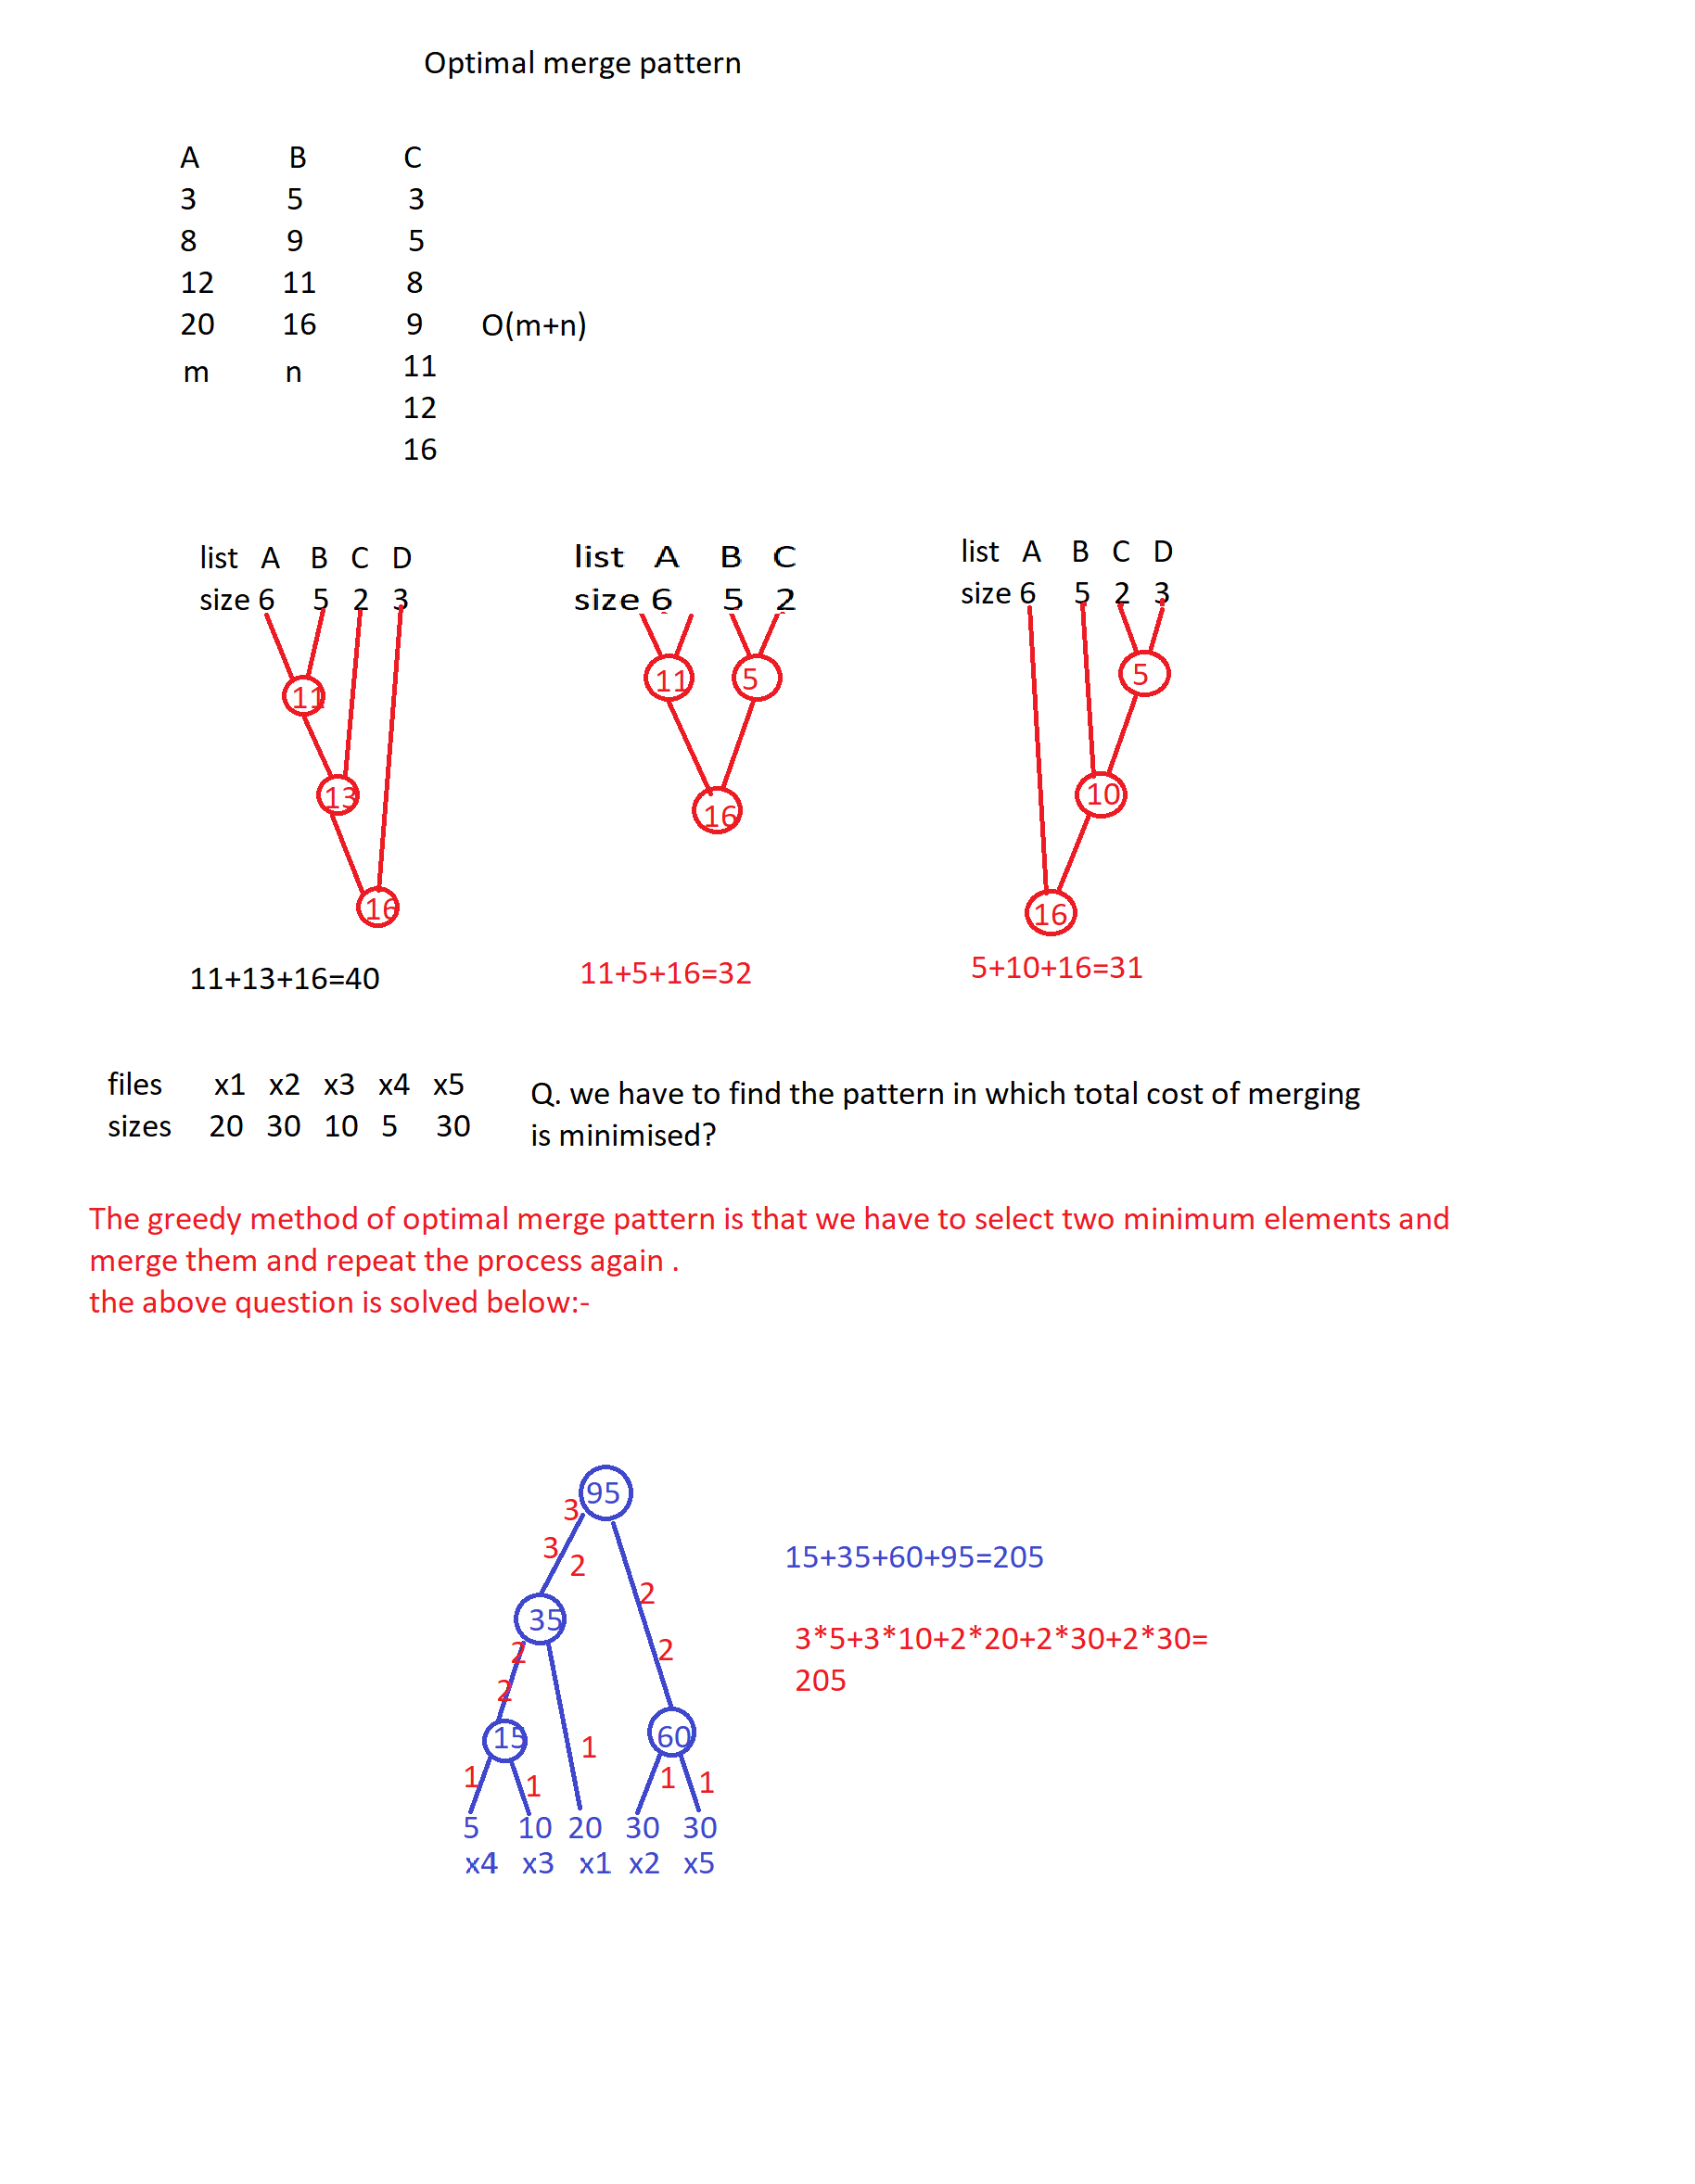 Optimal merge pattern
A B C
3 5 3
8 9 5
12 11 8
20 16 9 O(m+n)
m n 11
12
16
list A B C D
size 6 5 2 3
11
13
16
11+13+16=40
list A B C
size 6 5 2
11 5
16
11+5+16=32
list A B C D
size 6 5 2 3
5
10
16
5+10+16=31
files x1 x2 x3 x4 x5
sizes 20 30 10 5 30
Q. we have to find the pattern in which total cost of merging
is minimised?
The greedy method of optimal merge pattern is that we have to select two minimum elements and
merge them and repeat the process again .
the above question is solved below:-
95
3
3 2
2
35
2 2
2
15 60
1
1 1 1 1
5 10 20 30 30
x4 x3 x1 x2 x5
15+35+60+95=205
3*5+3*10+2*20+2*30+2*30=
205